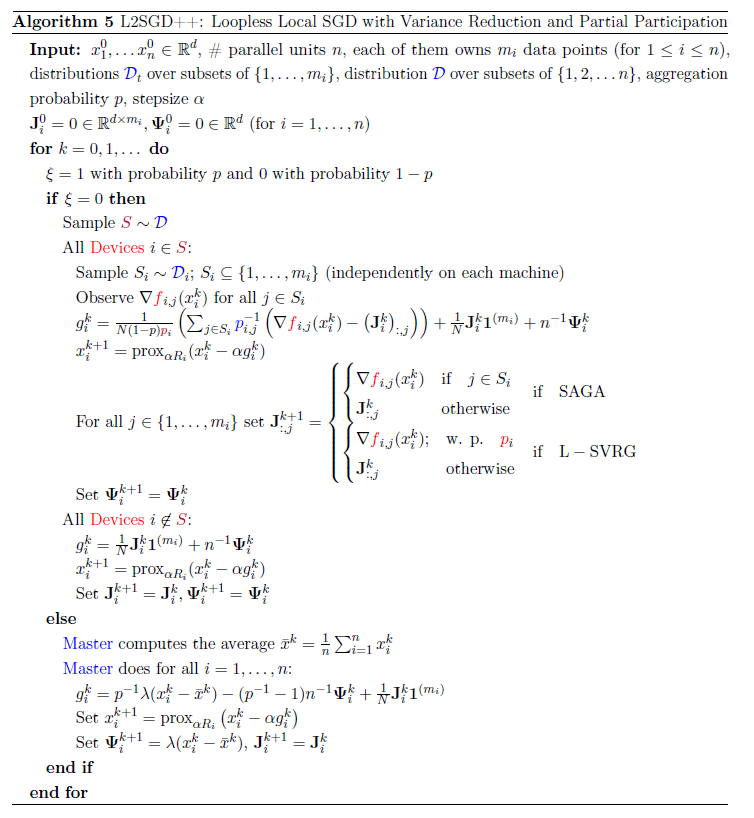 Algorithm 5 L2SGD++: Loopless Local SGD with Variance Reduction and Partial Participation
Input: $x_1^0, \ldots x_n^0 \in \mathbb{R}^d$, # parallel units $n$, each of them owns $m_i$ data points (for $1 \leq i \leq n$),
distributions $\mathcal{D}_t$ over subsets of $\{1, \ldots, m_i\}$, distribution $\mathcal{D}$ over subsets of $\{1, 2, \ldots n\}$, aggregation
probability $p$, stepsize $\alpha$
$\mathbf{J}_i^0 = 0 \in \mathbb{R}^{d \times m_i}, \mathbf{\Psi}_i^0 = 0 \in \mathbb{R}^d$ (for $i = 1, \ldots, n$)
for $k = 0, 1, \ldots$ do
$\xi = 1$ with probability $p$ and 0 with probability $1 - p$
if $\xi = 0$ then
Sample $S \sim \mathcal{D}$
All Devices $i \in S$:
Sample $S_i \sim \mathcal{D}_i$; $S_i \subseteq \{1, \ldots, m_i\}$ (independently on each machine)
Observe $\nabla f_{i,j}(x_i^k)$ for all $j \in S_i$
$g_i^k = \frac{1}{N(1-p)p_i} \left( \sum_{j \in S_i} p_{i,j}^{-1} \left( \nabla f_{i,j}(x_i^k) - \left( \mathbf{J}_i^k \right)_{:,j} \right) \right) + \frac{1}{N} \mathbf{J}_i^k \mathbf{1}^{(m_i)} + n^{-1} \mathbf{\Psi}_i^k$
$x_i^{k+1} = \text{prox}_{\alpha R_i}(x_i^k - \alpha g_i^k)$
For all $j \in \{1, \ldots, m_i\}$ set $\mathbf{J}_{:,j}^{k+1} = \begin{cases} \begin{cases} \nabla f_{i,j}(x_i^k) & \text{if } j \in S_i \\ \mathbf{J}_{:,j}^k & \text{otherwise} \end{cases} & \text{if SAGA} \\ \begin{cases} \nabla f_{i,j}(x_i^k); & \text{w. p. } p_i \\ \mathbf{J}_{:,j}^k & \text{otherwise} \end{cases} & \text{if L} - \text{SVRG} \end{cases}$
Set $\mathbf{\Psi}_i^{k+1} = \mathbf{\Psi}_i^k$
All Devices $i \notin S$:
$g_i^k = \frac{1}{N} \mathbf{J}_i^k \mathbf{1}^{(m_i)} + n^{-1} \mathbf{\Psi}_i^k$
$x_i^{k+1} = \text{prox}_{\alpha R_i}(x_i^k - \alpha g_i^k)$
Set $\mathbf{J}_i^{k+1} = \mathbf{J}_i^k, \mathbf{\Psi}_i^{k+1} = \mathbf{\Psi}_i^k$
else
Master computes the average $\bar{x}^k = \frac{1}{n} \sum_{i=1}^n x_i^k$
Master does for all $i = 1, \ldots, n$:
$g_i^k = p^{-1} \lambda (x_i^k - \bar{x}^k) - (p^{-1} - 1) n^{-1} \mathbf{\Psi}_i^k + \frac{1}{N} \mathbf{J}_i^k \mathbf{1}^{(m_i)}$
Set $x_i^{k+1} = \text{prox}_{\alpha R_i} \left( x_i^k - \alpha g_i^k \right)$
Set $\mathbf{\Psi}_i^{k+1} = \lambda (x_i^k - \bar{x}^k)$, $\mathbf{J}_i^{k+1} = \mathbf{J}_i^k$
end if
end for